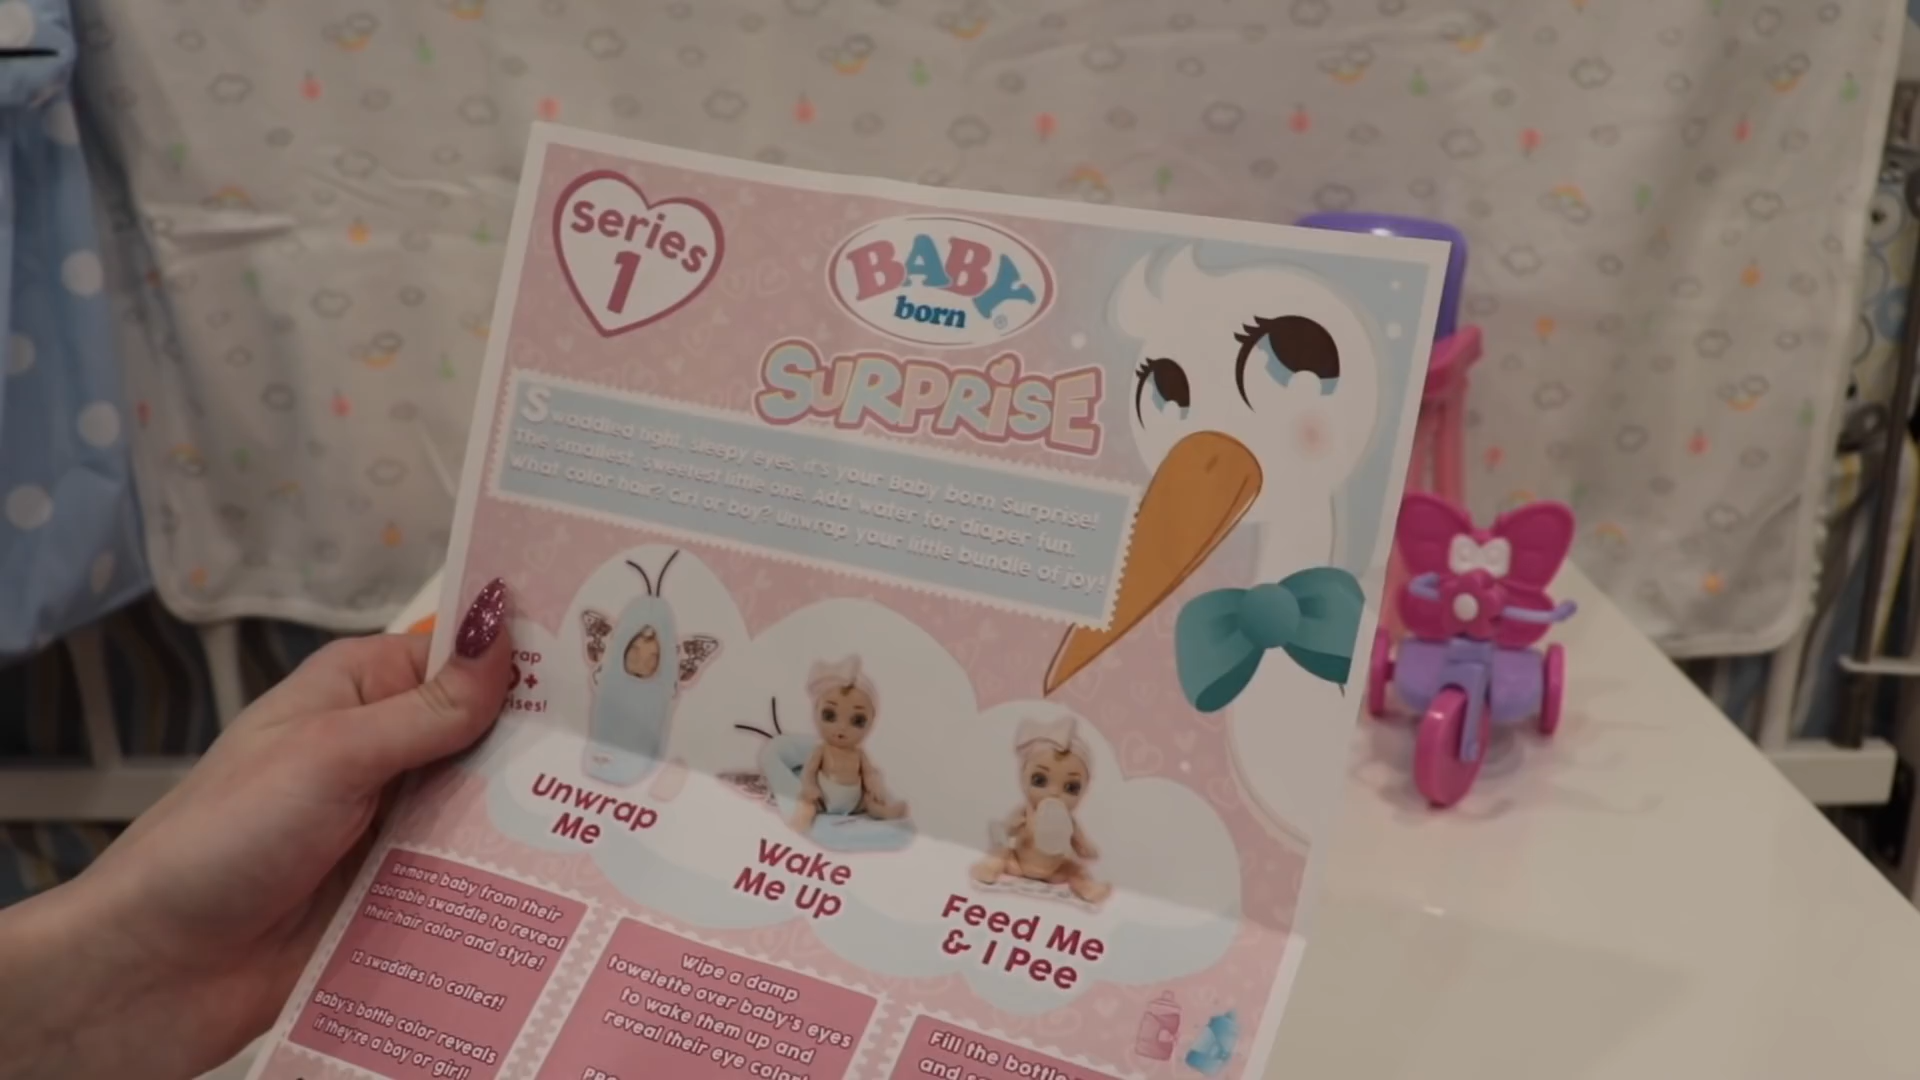 series
1
BABY
born
SURPRISE
Swaddled tight, sleepy eyes, it's your Baby born Surprise!
The smallest, sweetest little one. Add water for diaper fun.
What color hair? Girl or boy? Unwrap your little bundle of joy!
rises!
Unwrap
Me
Wake
Me Up
Feed Me
& I Pee
Remove baby from their
adorable swaddle to reveal
their hair color and style!
12 swaddles to collect!
Baby's bottle color reveals
if they're a boy or girl!
Wipe a damp
towelette over baby's eyes
to wake them up and
reveal their eye color!
Fill the bottle
and